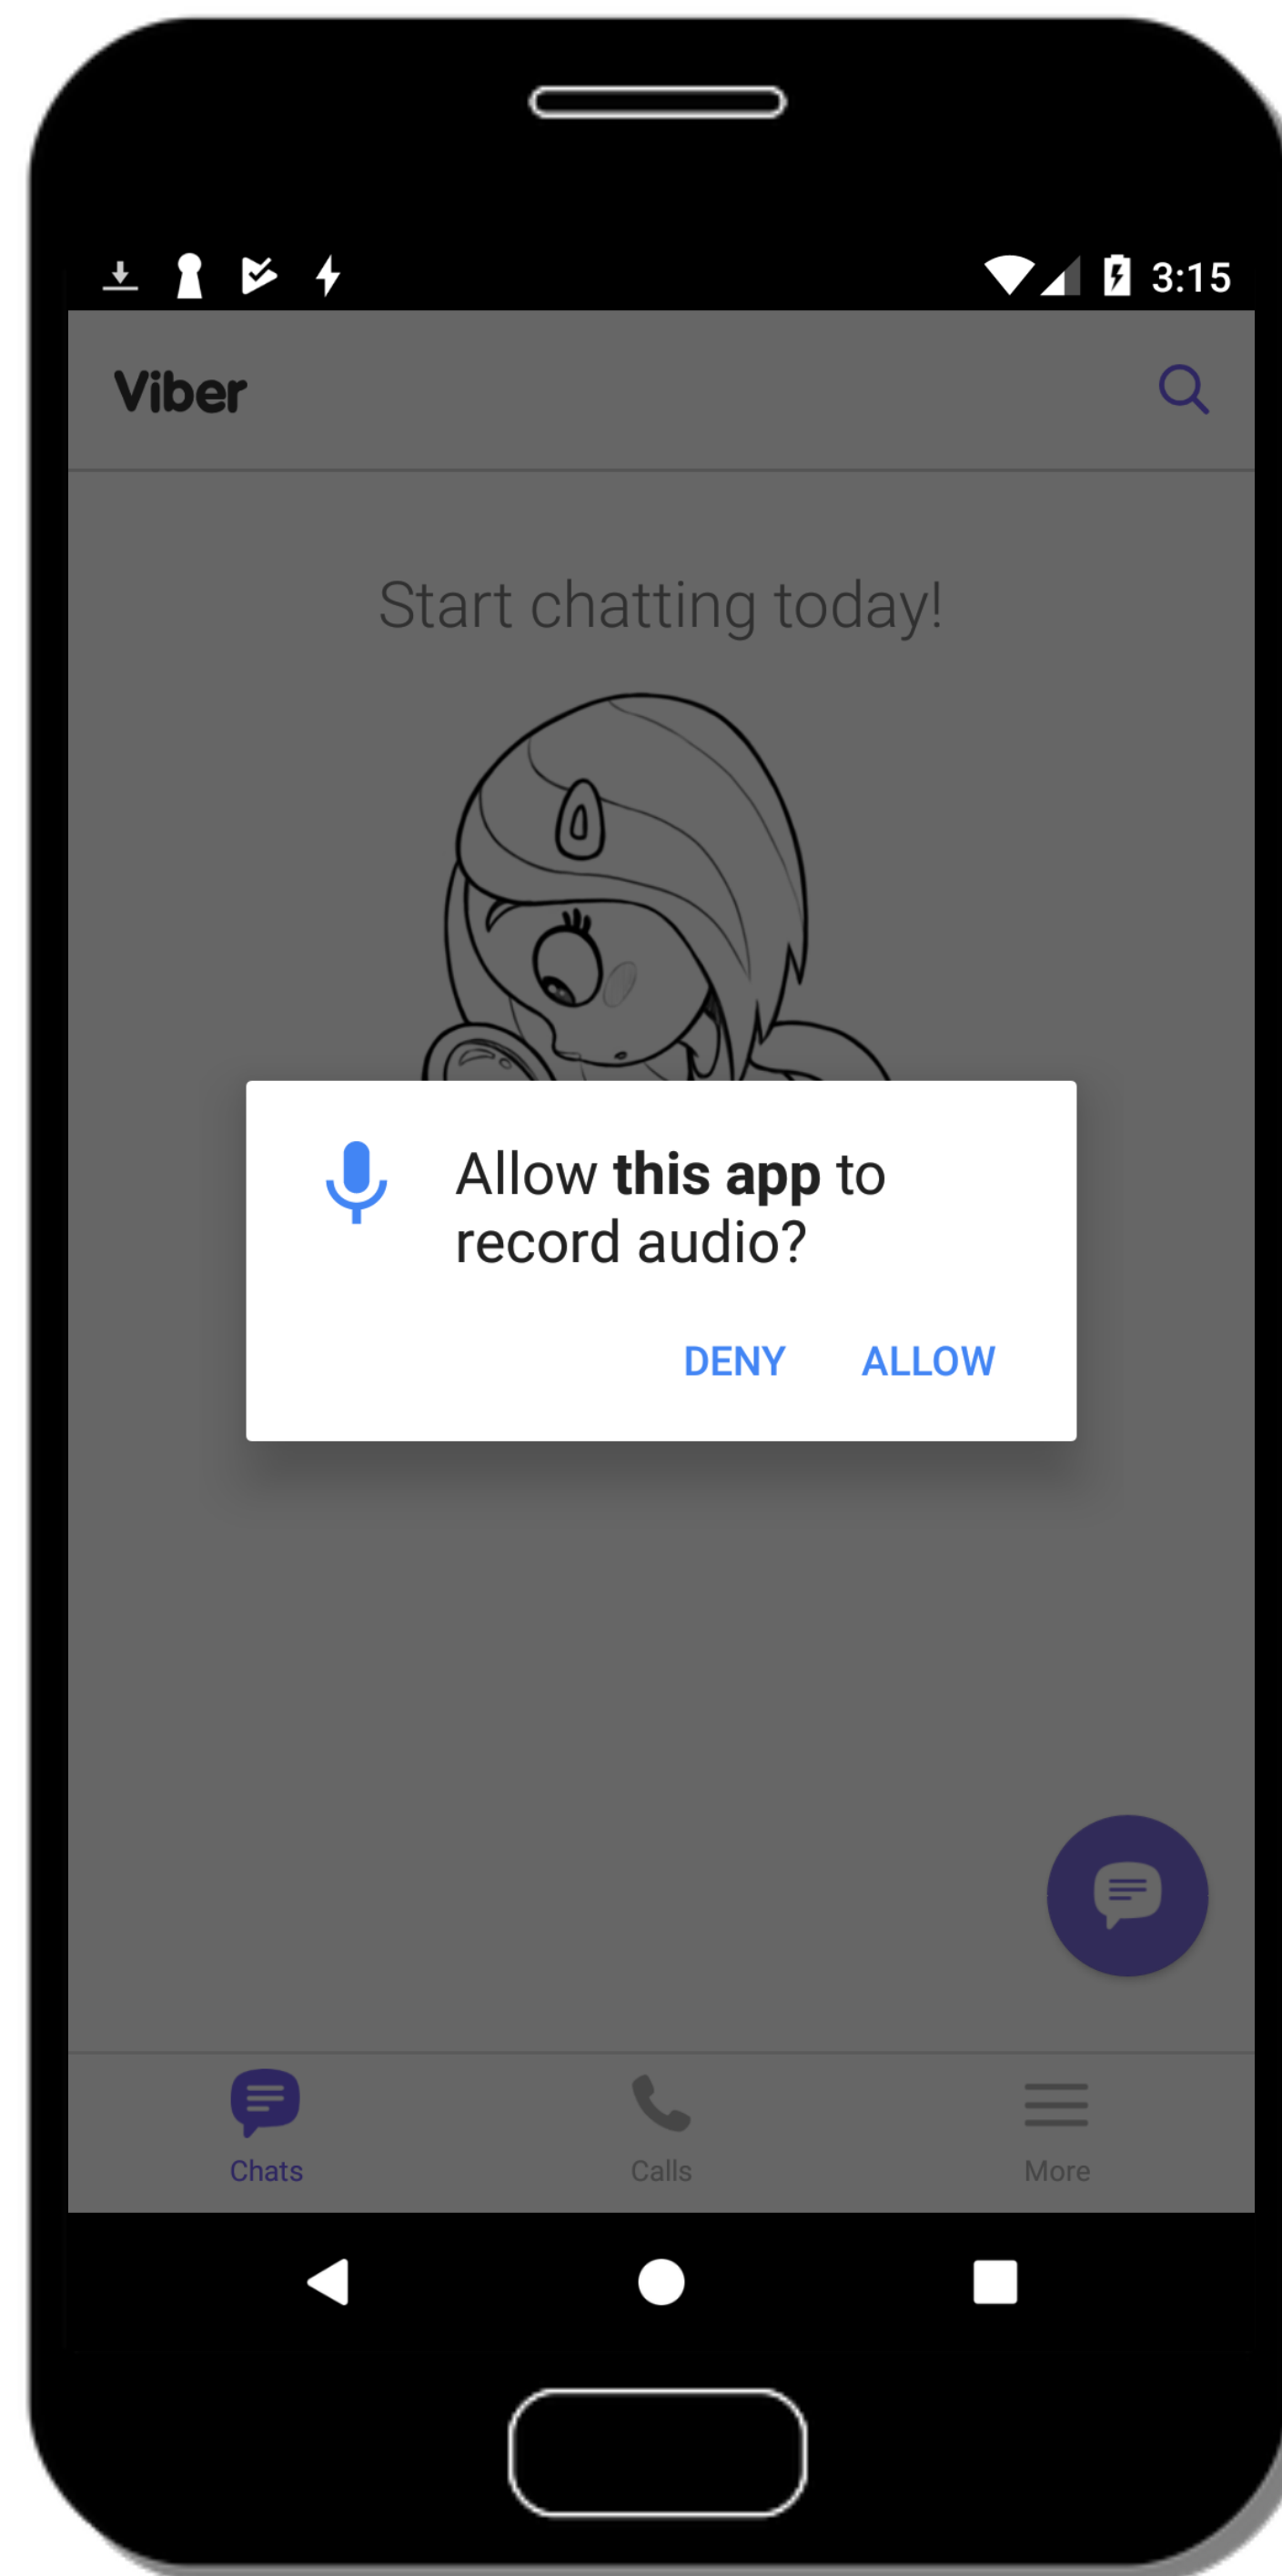 3:15
Viber
Start chatting today!
Allow this app to
record audio?
DENY ALLOW
Chats Calls More